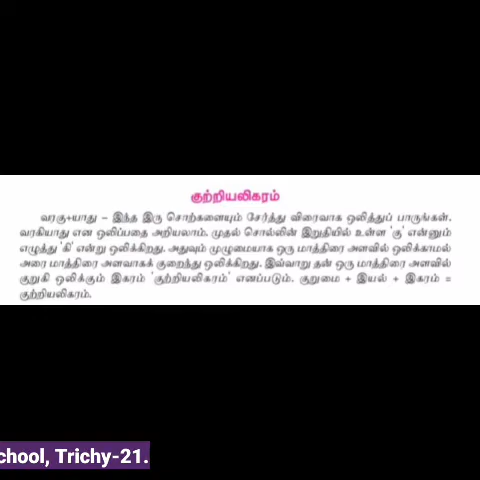 குற்றியலிகரம்
வரகு+யாது – இந்த இரு சொற்களையும் சேர்த்து விரைவாக ஒலித்துப் பாருங்கள்.
வரகியாது என ஒலிப்பதை அறியலாம். முதல் சொல்லின் இறுதியில் உள்ள 'கு' என்னும்
எழுத்து 'கி' என்று ஒலிக்கிறது. அதுவும் முழுமையாக ஒரு மாத்திரை அளவில் ஒலிக்காமல்
அரை மாத்திரை அளவாகக் குறைந்து ஒலிக்கிறது. இவ்வாறு தன் ஒரு மாத்திரை அளவில்
குறுகி ஒலிக்கும் இகரம் 'குற்றியலிகரம்' எனப்படும். குறுமை + இயல் + இகரம் =
குற்றியலிகரம்.
chool, Trichy-21.